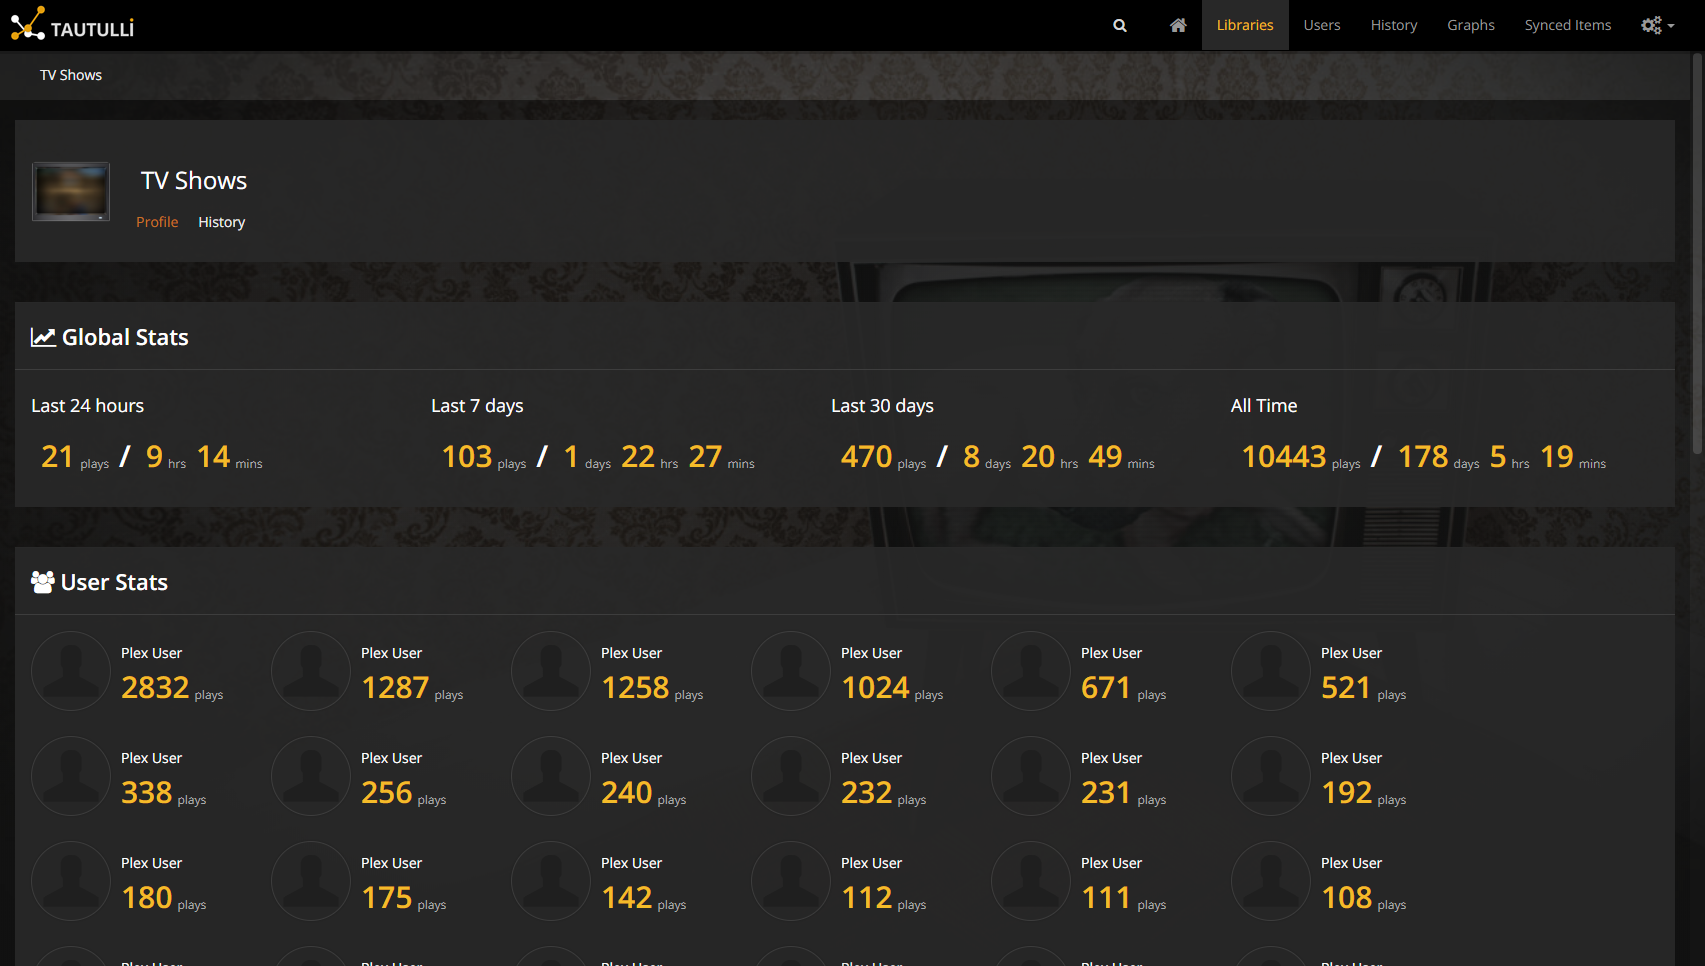 TAUTULLI
Libraries Users History Graphs Synced Items
TV Shows
TV Shows
Profile History
Global Stats
Last 24 hours Last 7 days Last 30 days All Time
21 plays / 9 hrs 14 mins 103 plays / 1 days 22 hrs 27 mins 470 plays / 8 days 20 hrs 49 mins 10443 plays / 178 days 5 hrs 19 mins
User Stats
Plex User Plex User Plex User Plex User Plex User Plex User
2832 plays 1287 plays 1258 plays 1024 plays 671 plays 521 plays
Plex User Plex User Plex User Plex User Plex User Plex User
338 plays 256 plays 240 plays 232 plays 231 plays 192 plays
Plex User Plex User Plex User Plex User Plex User Plex User
180 plays 175 plays 142 plays 112 plays 111 plays 108 plays